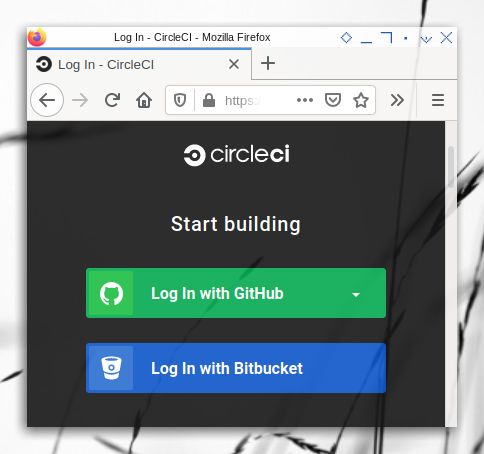 Log In - CircleCI - Mozilla Firefox
Log In - CircleCI
https:
circleci
Start building
Log In with GitHub
Log In with Bitbucket